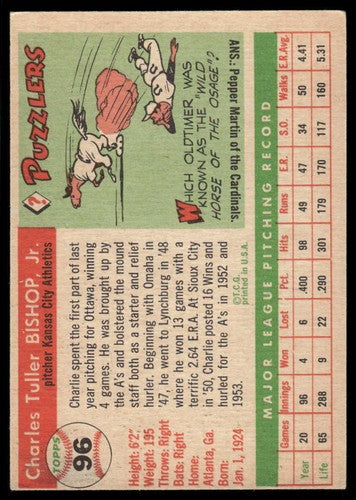 TOPPS
96
Charles Tuller BISHOP, Jr.
pitcher Kansas City Athletics
Height: 6'2"
Weight: 195
Throws: Right
Bats: Right
Home:
Atlanta, Ga.
Born:
Jan. 1, 1924
Charlie spent the first part of last
year pitching for Ottawa, winning
4 games. He was brought up by
the A's and bolstered the mound
staff both as a starter and relief
hurler. Beginning with Omaha in
'47, he went to Lynchburg in '48
where he won 13 games with a
terrific 2.64 E.R.A. At Sioux City
in '50, Charlie posted 16 Wins and
hurled for the A's in 1952 and
1953.
©T.C.G.
printed in U.S.A.
?
PUZZLERS
WHICH OLDTIMER WAS
KNOWN AS THE "WILD
HORSE OF THE OSAGE"?
ANS.: Pepper Martin of the Cardinals.
MAJOR LEAGUE PITCHING RECORD
Games Innings Won Lost Pct. Hits Runs E.R. S.O. Walks E.R.Avg.
Year 20 96 4 6 .400 98 49 47 34 50 4.41
Life 65 288 9 22 .290 301 179 170 117 160 5.31